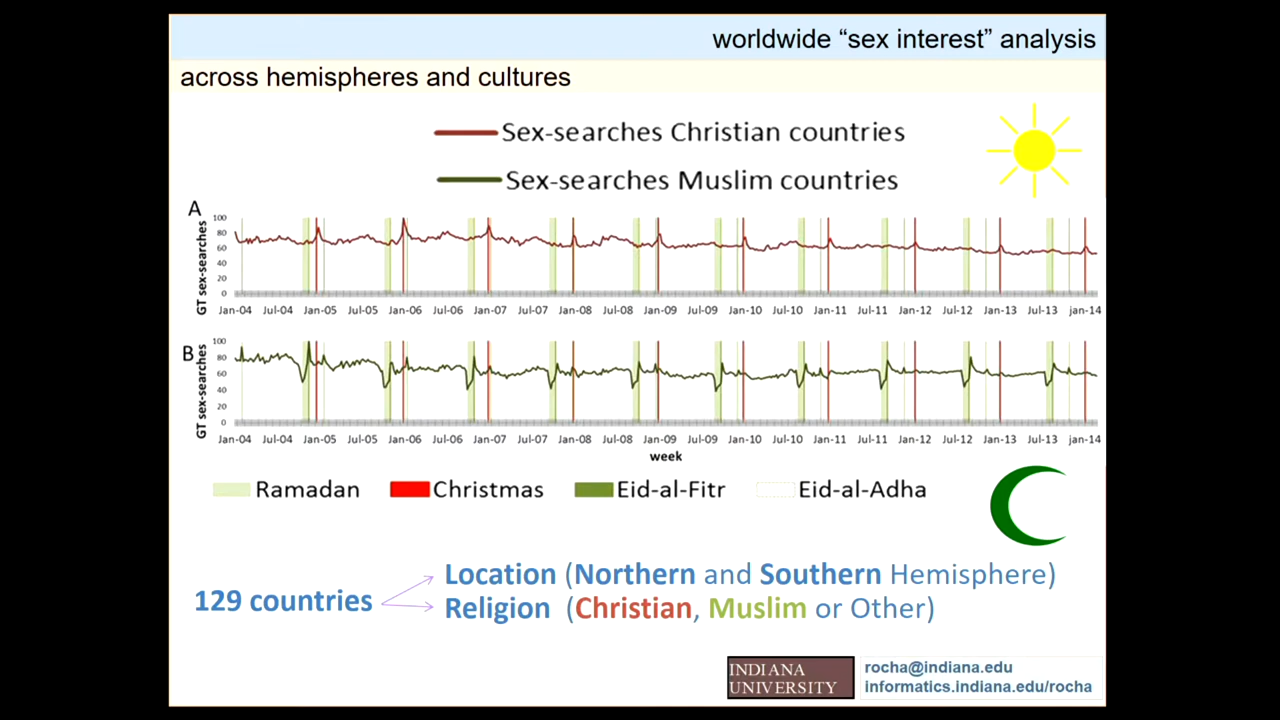 worldwide “sex interest” analysis
across hemispheres and cultures
Sex-searches Christian countries
Sex-searches Muslim countries
A
GT sex-searches
100
80
60
40
20
0
Jan-04 Jul-04 Jan-05 Jul-05 Jan-06 Jul-06 Jan-07 Jul-07 Jan-08 Jul-08 Jan-09 Jul-09 Jan-10 Jul-10 Jan-11 Jul-11 Jan-12 Jul-12 Jan-13 Jul-13 jan-14
B
GT sex-searches
100
80
60
40
20
0
Jan-04 Jul-04 Jan-05 Jul-05 Jan-06 Jul-06 Jan-07 Jul-07 Jan-08 Jul-08 Jan-09 Jul-09 Jan-10 Jul-10 Jan-11 Jul-11 Jan-12 Jul-12 Jan-13 Jul-13 jan-14
week
Ramadan Christmas Eid-al-Fitr Eid-al-Adha
129 countries
Location (Northern and Southern Hemisphere)
Religion (Christian, Muslim or Other)
INDIANA
UNIVERSITY
rocha@indiana.edu
informatics.indiana.edu/rocha